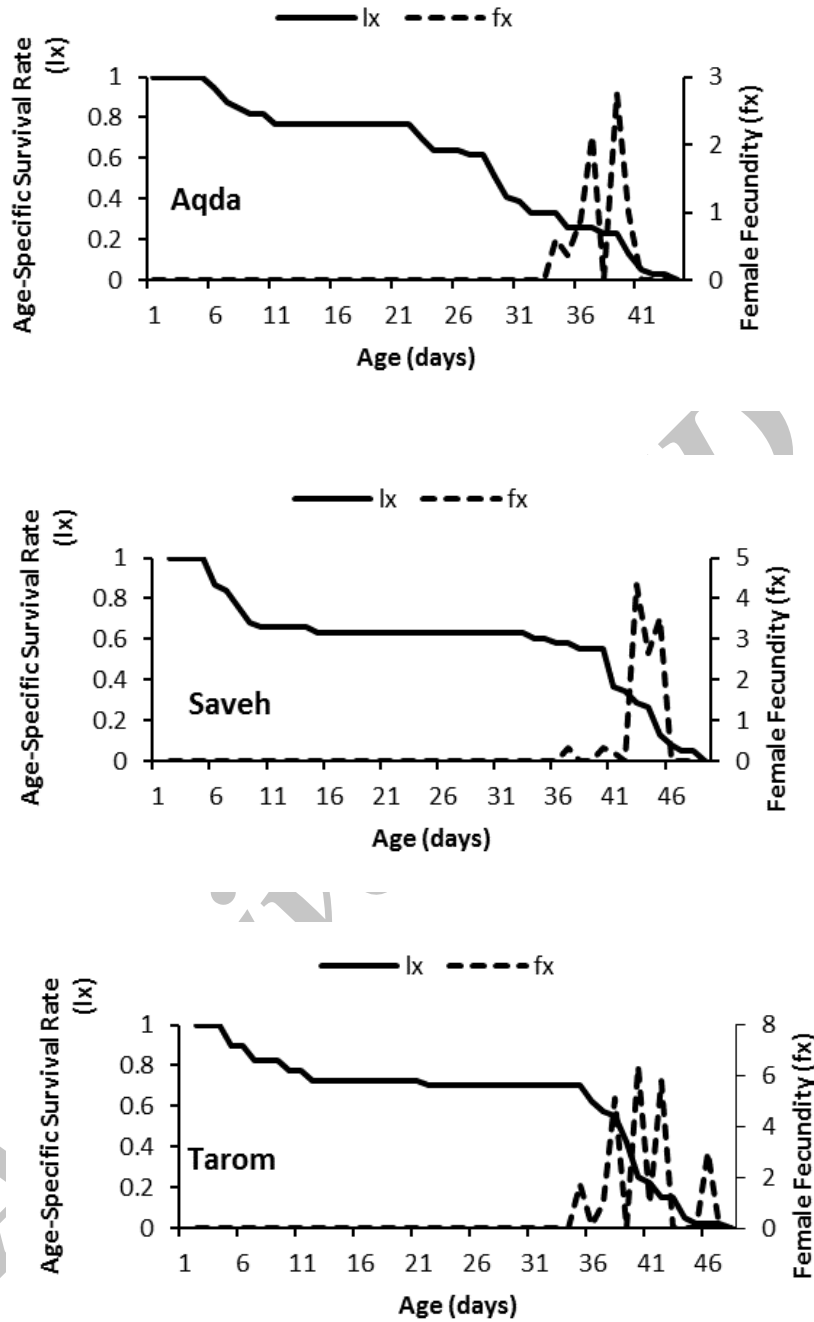 lx fx
Age-Specific Survival Rate (lx)
1 0.8 0.6 0.4 0.2 0
Aqda
3 2 1 0
Female Fecundity (fx)
1 6 11 16 21 26 31 36 41
Age (days)
lx fx
Age-Specific Survival Rate (lx)
1 0.8 0.6 0.4 0.2 0
Saveh
5 4 3 2 1 0
Female Fecundity (fx)
1 6 11 16 21 26 31 36 41 46
Age (days)
lx fx
Age-Specific Survival Rate (lx)
1 0.8 0.6 0.4 0.2 0
Tarom
8 6 4 2 0
Female Fecundity (fx)
1 6 11 16 21 26 31 36 41 46
Age (days)